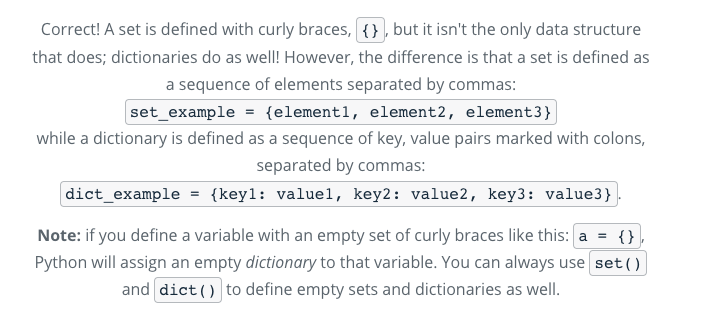 Correct! A set is defined with curly braces, {}, but it isn't the only data structure
that does; dictionaries do as well! However, the difference is that a set is defined as
a sequence of elements separated by commas:
set_example = {element1, element2, element3}
while a dictionary is defined as a sequence of key, value pairs marked with colons,
separated by commas:
dict_example = {key1: value1, key2: value2, key3: value3}.
Note: if you define a variable with an empty set of curly braces like this: a = {},
Python will assign an empty dictionary to that variable. You can always use set()
and dict() to define empty sets and dictionaries as well.